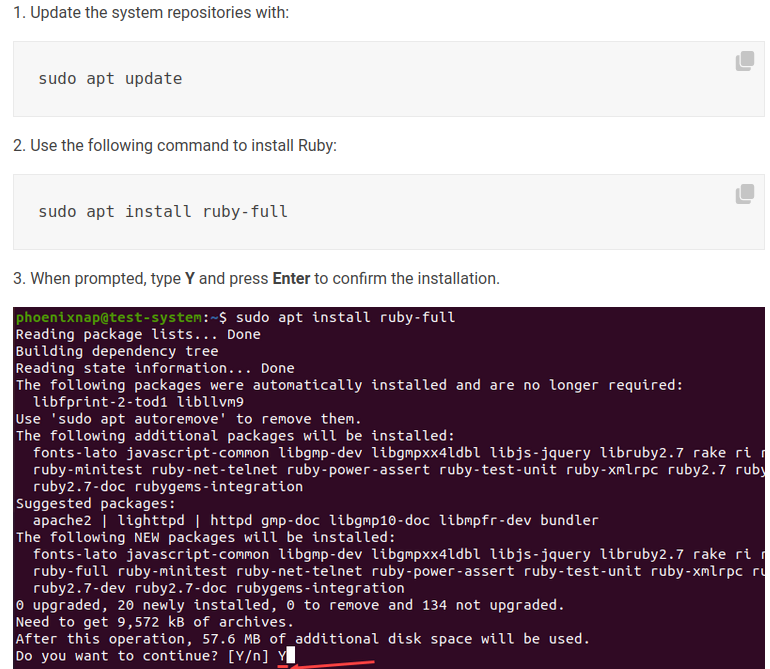 1. Update the system repositories with:
sudo apt update
2. Use the following command to install Ruby:
sudo apt install ruby-full
3. When prompted, type Y and press Enter to confirm the installation.
phoenixnap@test-system:~$ sudo apt install ruby-full
Reading package lists... Done
Building dependency tree
Reading state information... Done
The following packages were automatically installed and are no longer required:
  libfprint-2-tod1 libllvm9
Use 'sudo apt autoremove' to remove them.
The following additional packages will be installed:
  fonts-lato javascript-common libgmp-dev libgmpxx4ldbl libjs-jquery libruby2.7 rake ri
  ruby-minitest ruby-net-telnet ruby-power-assert ruby-test-unit ruby-xmlrpc ruby2.7 ruby
  ruby2.7-doc rubygems-integration
Suggested packages:
  apache2 | lighttpd | httpd gmp-doc libgmp10-doc libmpfr-dev bundler
The following NEW packages will be installed:
  fonts-lato javascript-common libgmp-dev libgmpxx4ldbl libjs-jquery libruby2.7 rake ri
  ruby-full ruby-minitest ruby-net-telnet ruby-power-assert ruby-test-unit ruby-xmlrpc ru
  ruby2.7-dev ruby2.7-doc rubygems-integration
0 upgraded, 20 newly installed, 0 to remove and 134 not upgraded.
Need to get 9,572 kB of archives.
After this operation, 57.6 MB of additional disk space will be used.
Do you want to continue? [Y/n] Y